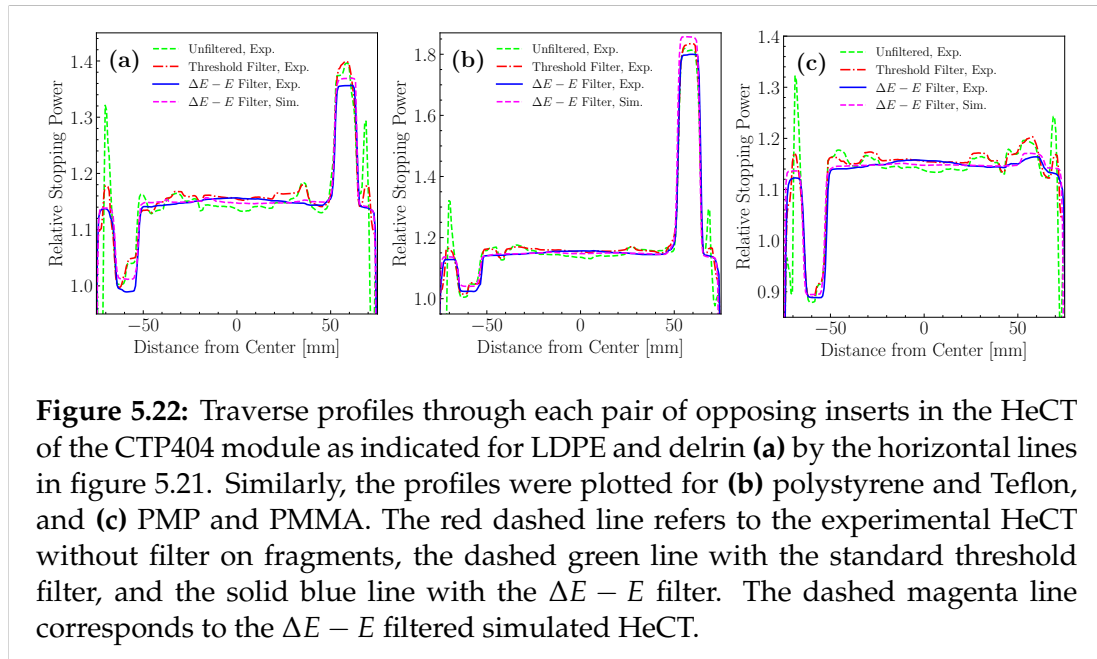 (a)
Unfiltered, Exp.
Threshold Filter, Exp.
ΔE − E Filter, Exp.
ΔE − E Filter, Sim.
1.4
1.3
1.2
1.1
1.0
Relative Stopping Power
−50
0
50
Distance from Center [mm]
(b)
Unfiltered, Exp.
Threshold Filter, Exp.
ΔE − E Filter, Exp.
ΔE − E Filter, Sim.
1.8
1.6
1.4
1.2
1.0
Relative Stopping Power
−50
0
50
Distance from Center [mm]
(c)
Unfiltered, Exp.
Threshold Filter, Exp.
ΔE − E Filter, Exp.
ΔE − E Filter, Sim.
1.4
1.3
1.2
1.1
1.0
0.9
Relative Stopping Power
−50
0
50
Distance from Center [mm]
Figure 5.22: Traverse profiles through each pair of opposing inserts in the HeCT
of the CTP404 module as indicated for LDPE and delrin (a) by the horizontal lines
in figure 5.21. Similarly, the profiles were plotted for (b) polystyrene and Teflon,
and (c) PMP and PMMA. The red dashed line refers to the experimental HeCT
without filter on fragments, the dashed green line with the standard threshold
filter, and the solid blue line with the ΔE − E filter. The dashed magenta line
corresponds to the ΔE − E filtered simulated HeCT.